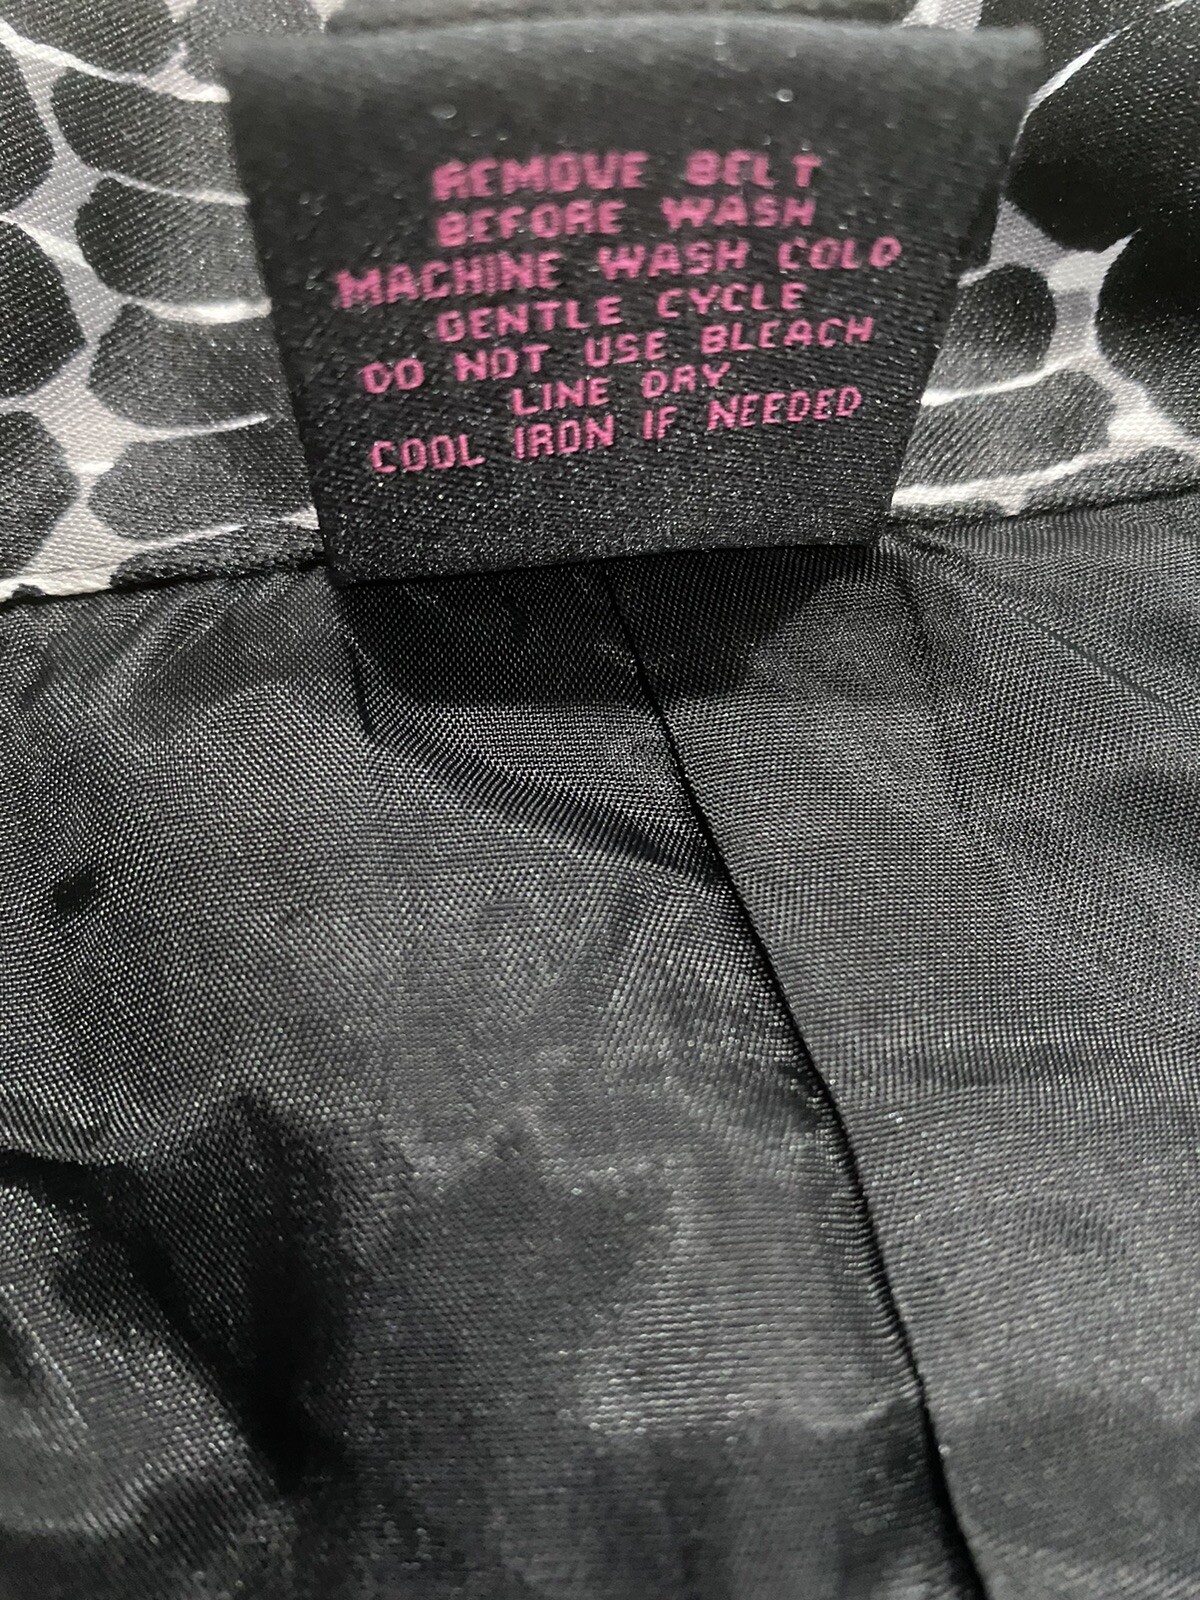 REMOVE BELT
BEFORE WASH
MACHINE WASH COLD
GENTLE CYCLE
DO NOT USE BLEACH
LINE DRY
COOL IRON IF NEEDED